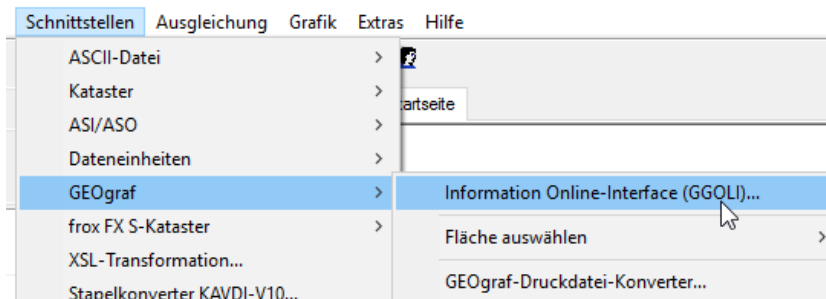 Schnittstellen Ausgleichung Grafik Extras Hilfe
ASCII-Datei
Kataster
artseite
ASI/ASO
Dateneinheiten
GEOgraf
Information Online-Interface (GGOLI)...
frox FX S-Kataster
Fläche auswählen
XSL-Transformation...
GEOgraf-Druckdatei-Konverter...
Stapelkonverter KAVDI-V10...